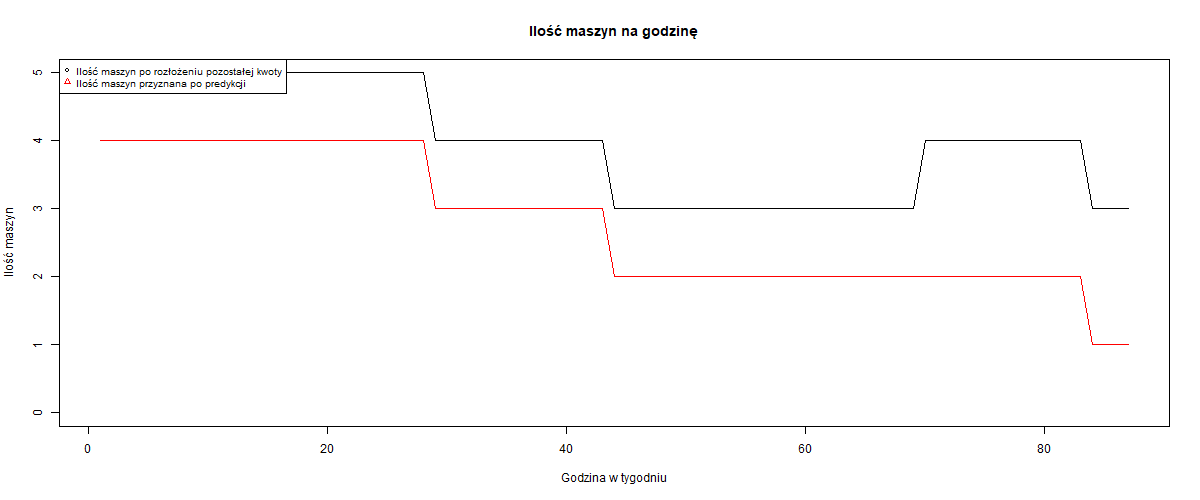 Ilość maszyn na godzinę
Ilość maszyn po rozłożeniu pozostałej kwoty
Ilość maszyn przyznana po predykcji
Ilość maszyn
5
4
3
2
1
0
0 20 40 60 80
Godzina w tygodniu